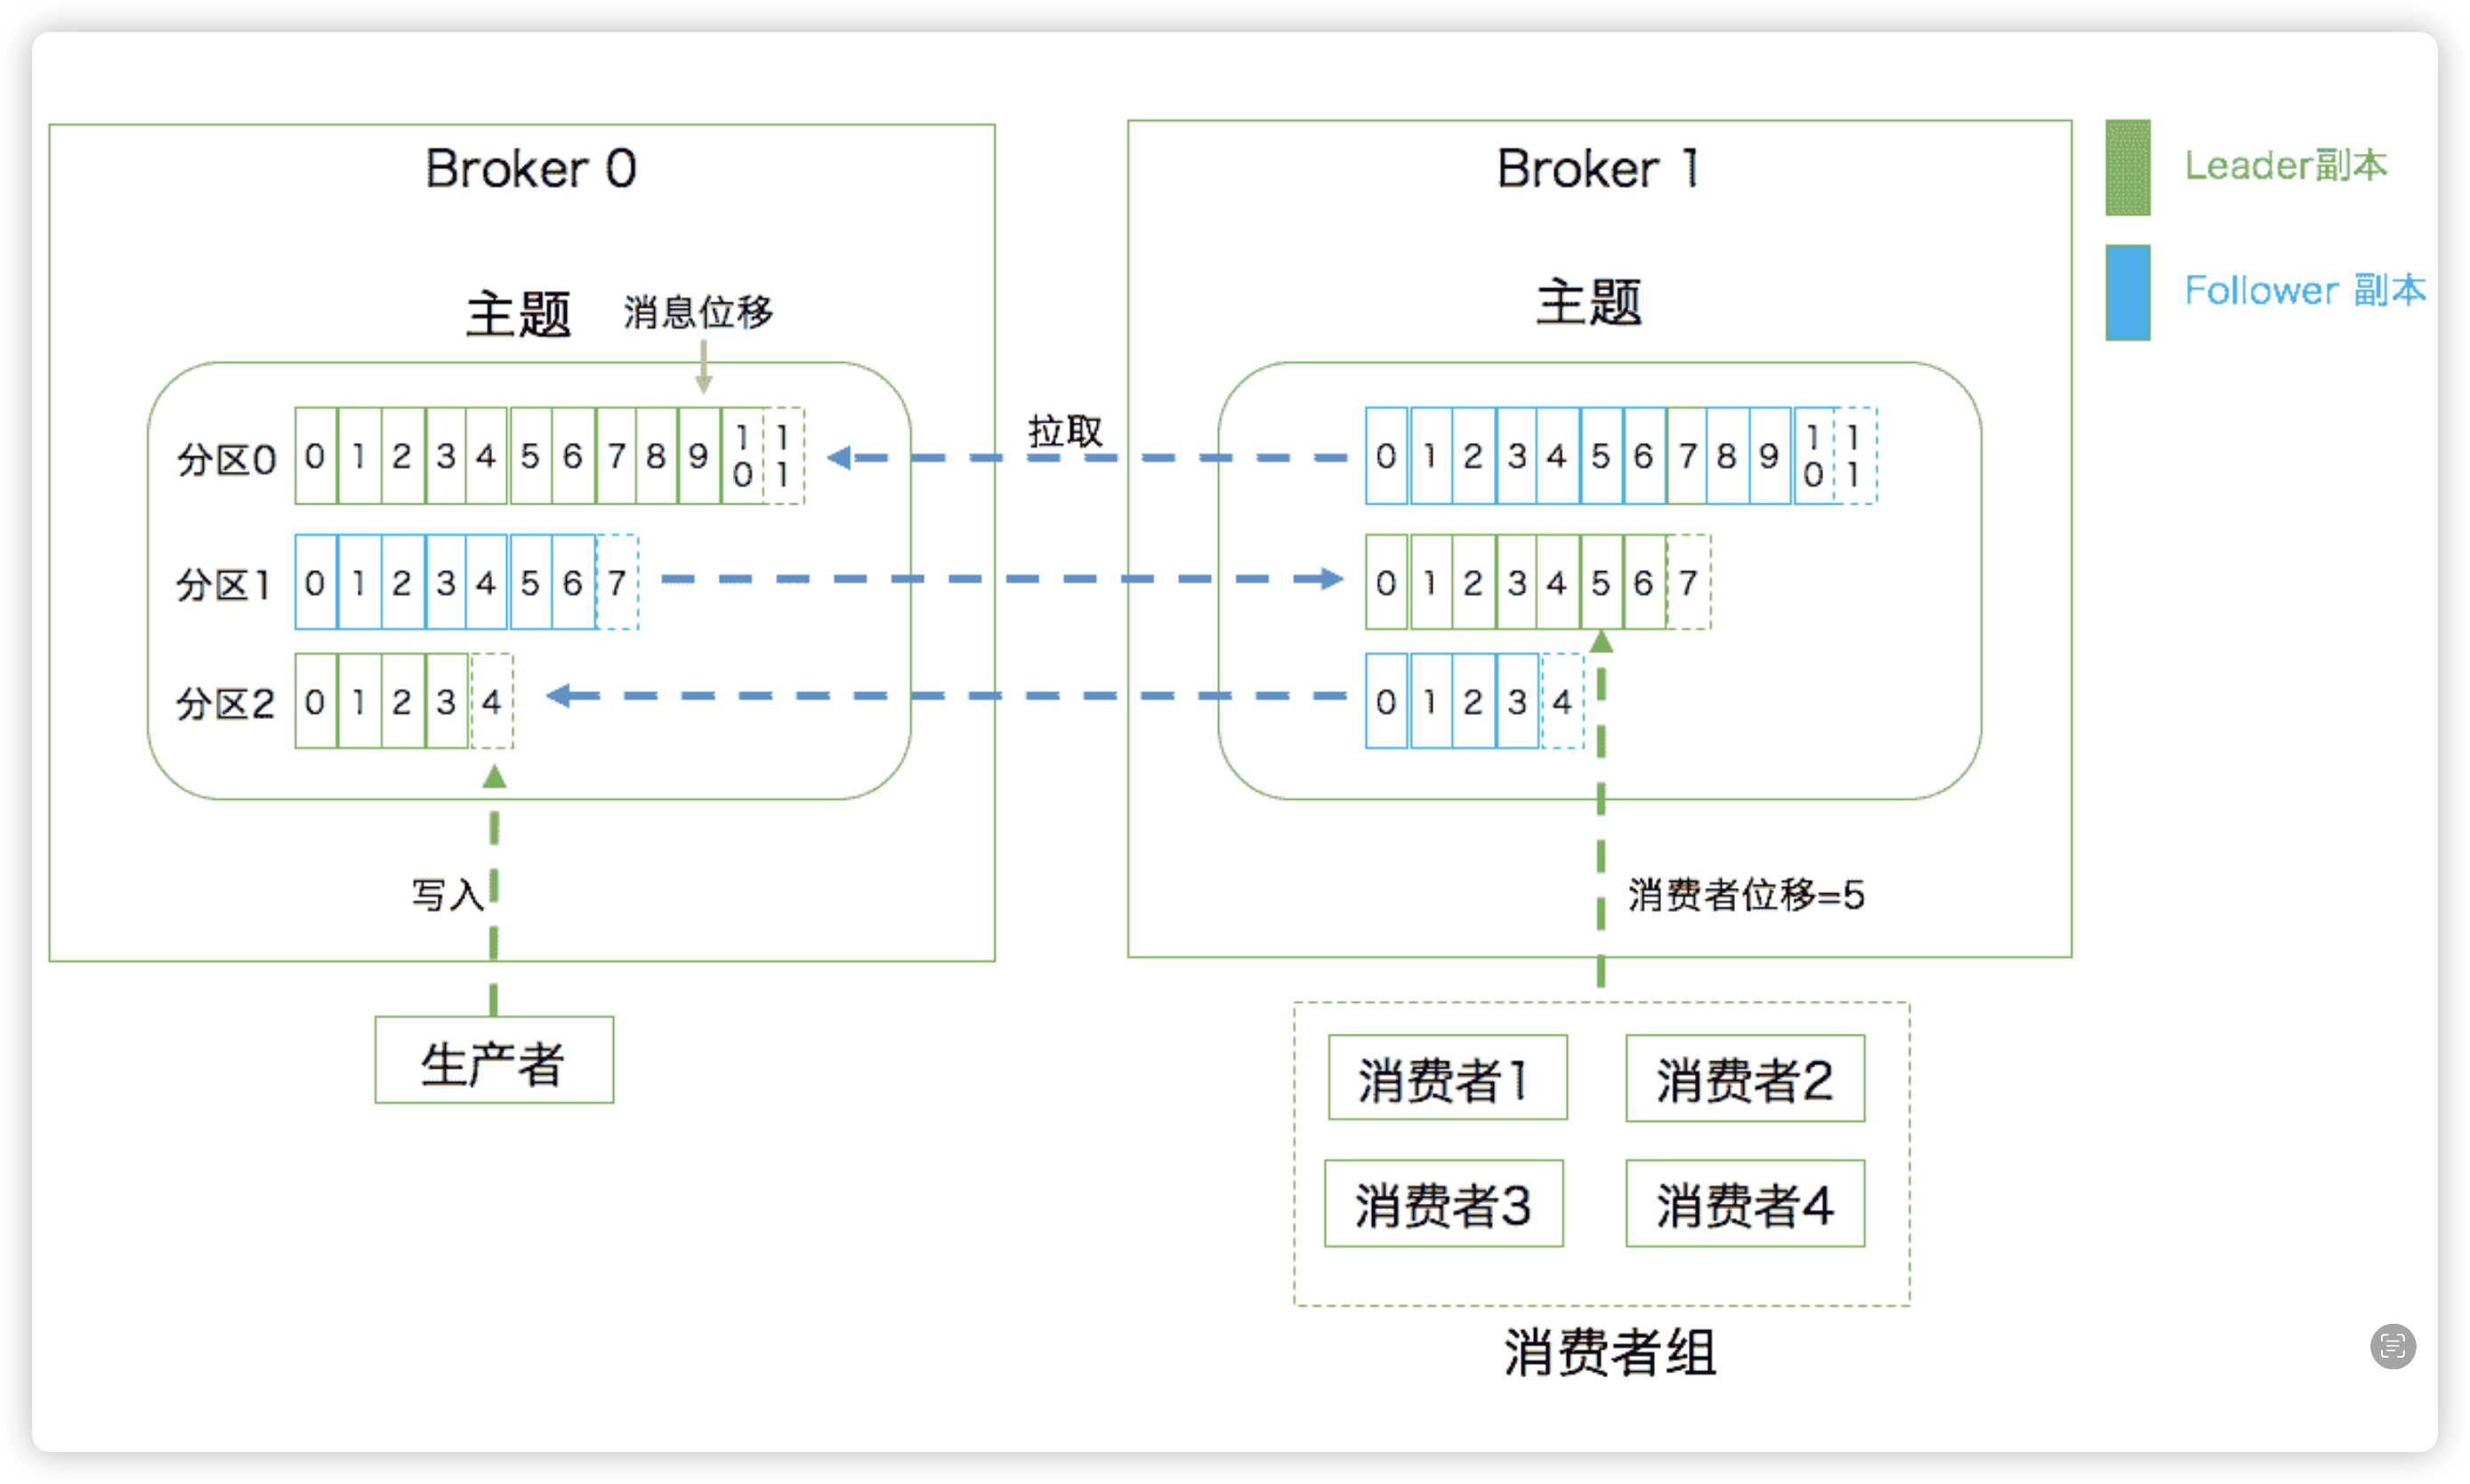 Broker 0
主题
消息位移
分区0
0 1 2 3 4 5 6 7 8 9 10 11
分区1
0 1 2 3 4 5 6 7
分区2
0 1 2 3 4
写入
生产者
拉取
Broker 1
主题
0 1 2 3 4 5 6 7 8 9 10 11
0 1 2 3 4 5 6 7
0 1 2 3 4
消费者位移=5
消费者1
消费者2
消费者3
消费者4
消费者组
Leader副本
Follower 副本